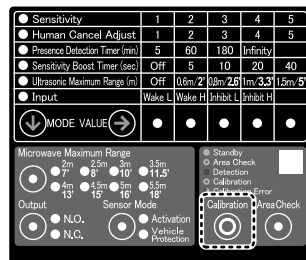 Sensitivity 1 2 3 4 5
Human Cancel Adjust 1 2 3 4 5
Presence Detection Timer (min) 5 60 180 Infinity
Sensitivity Boost Timer (sec) Off 5 10 20 40
Ultrasonic Maximum Range (m) Off 0.6m/2' 0.8m/2.6' 1m/3.3' 1.5m/5'
Input Wake L Wake H Inhibit L Inhibit H
MODE VALUE
Microwave Maximum Range
2m 2.5m 3m 3.5m
7' 8' 10' 11.5'
4m 4.5m 5m 5.5m
13' 15' 16' 18'
Standby
Area Check
Detection
Calibration
Error
Output Sensor Mode
N.O. Activation
N.C. Vehicle Protection
Calibration Area Check